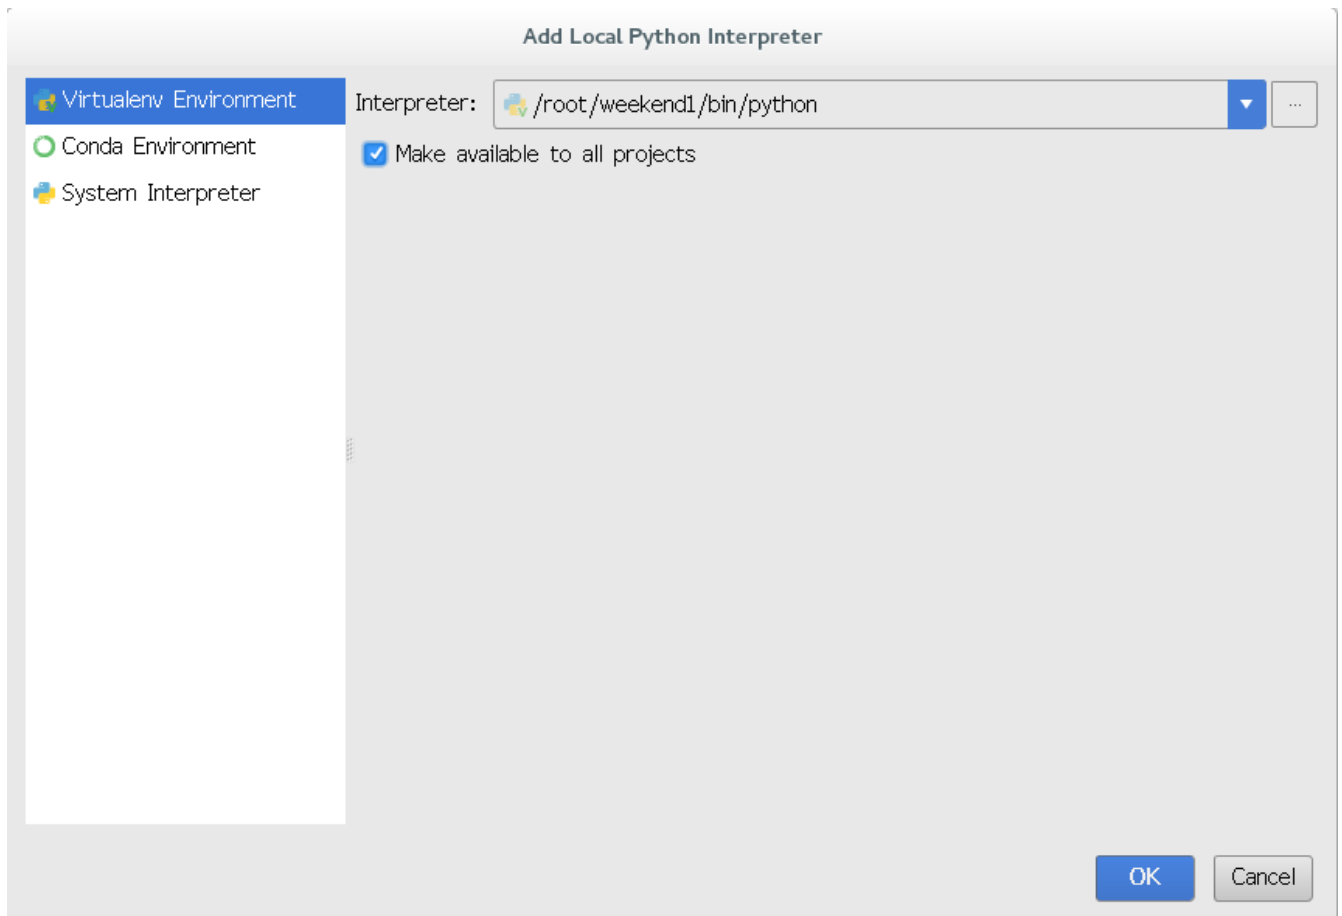 Add Local Python Interpreter
Virtualenv Environment
Conda Environment
System Interpreter
Interpreter: /root/weekend1/bin/python ...
Make available to all projects
OK Cancel